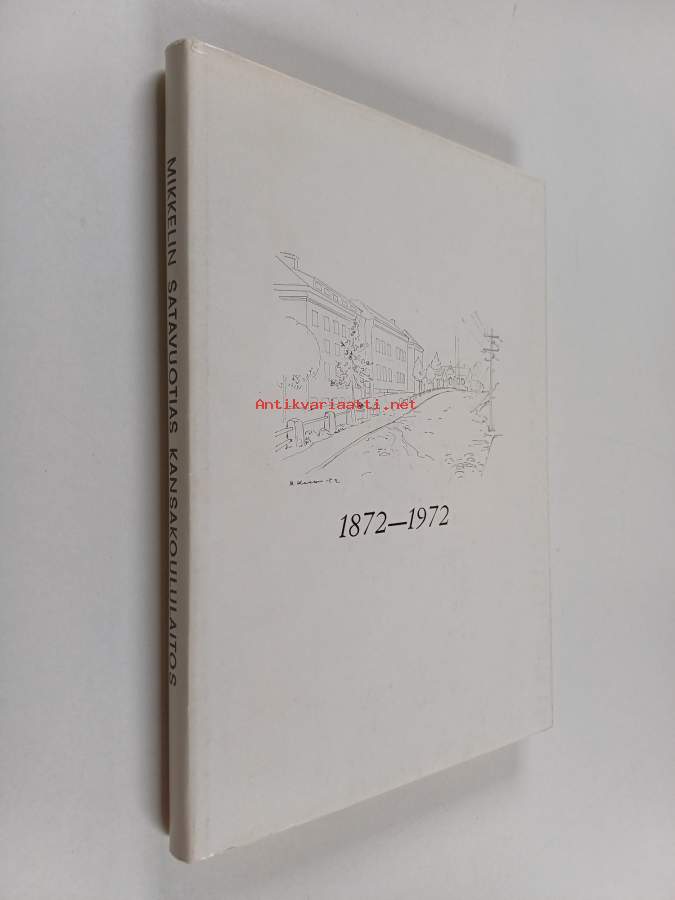 MIKKELIN SATAVUOTIAS KANSAKOULULAITOS
Antikvariaatti.net
1872—1972